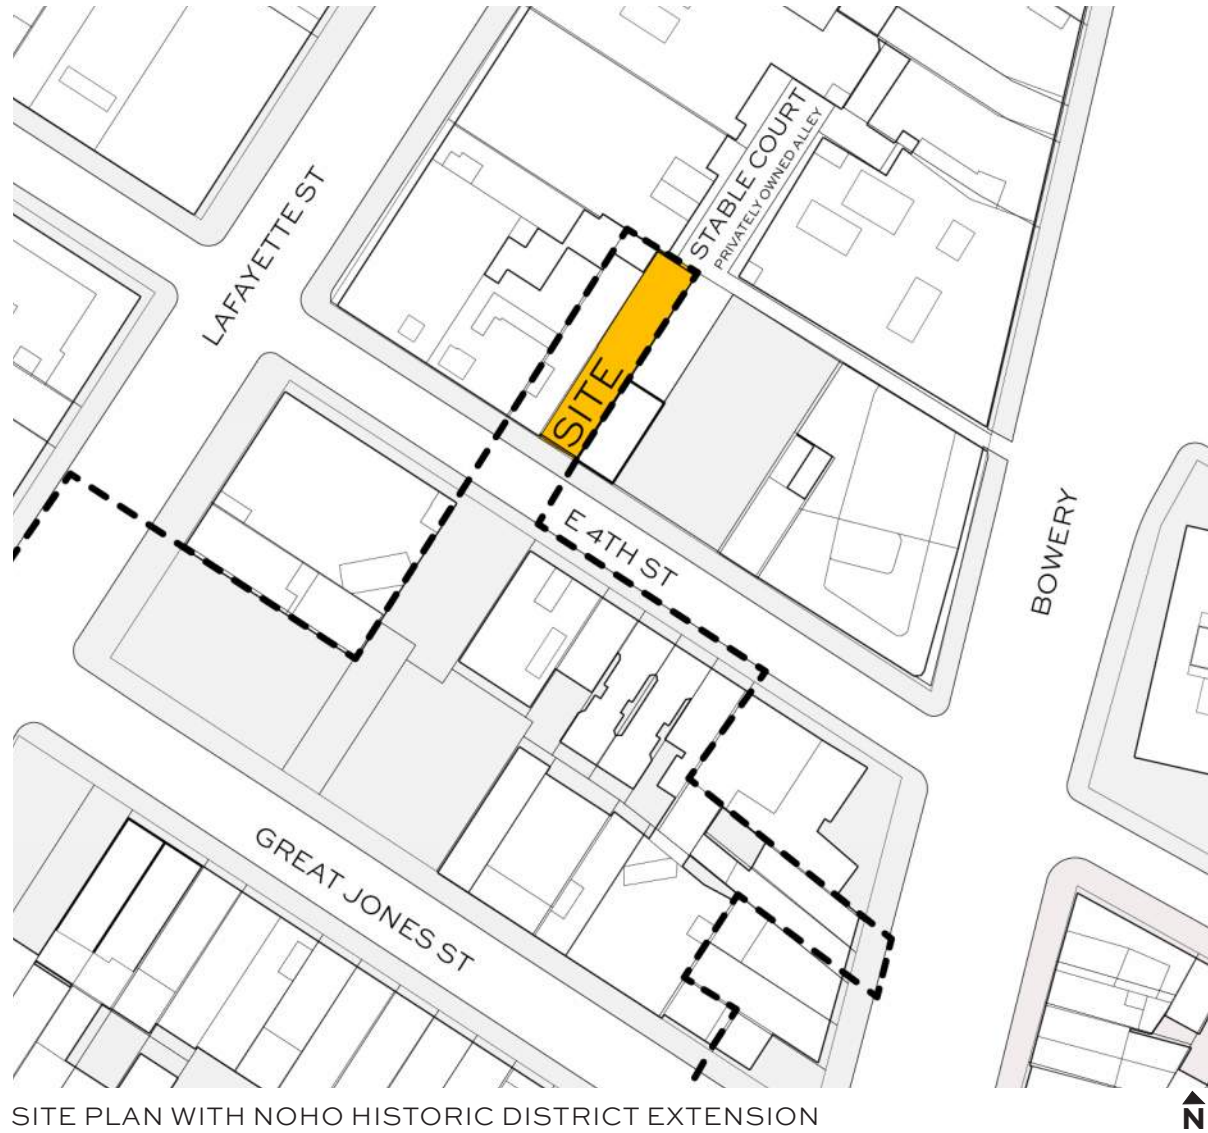 STABLE COURT
PRIVATELY OWNED ALLEY
LAFAYETTE ST
SITE
E 4TH ST
BOWERY
GREAT JONES ST
SITE PLAN WITH NOHO HISTORIC DISTRICT EXTENSION
N